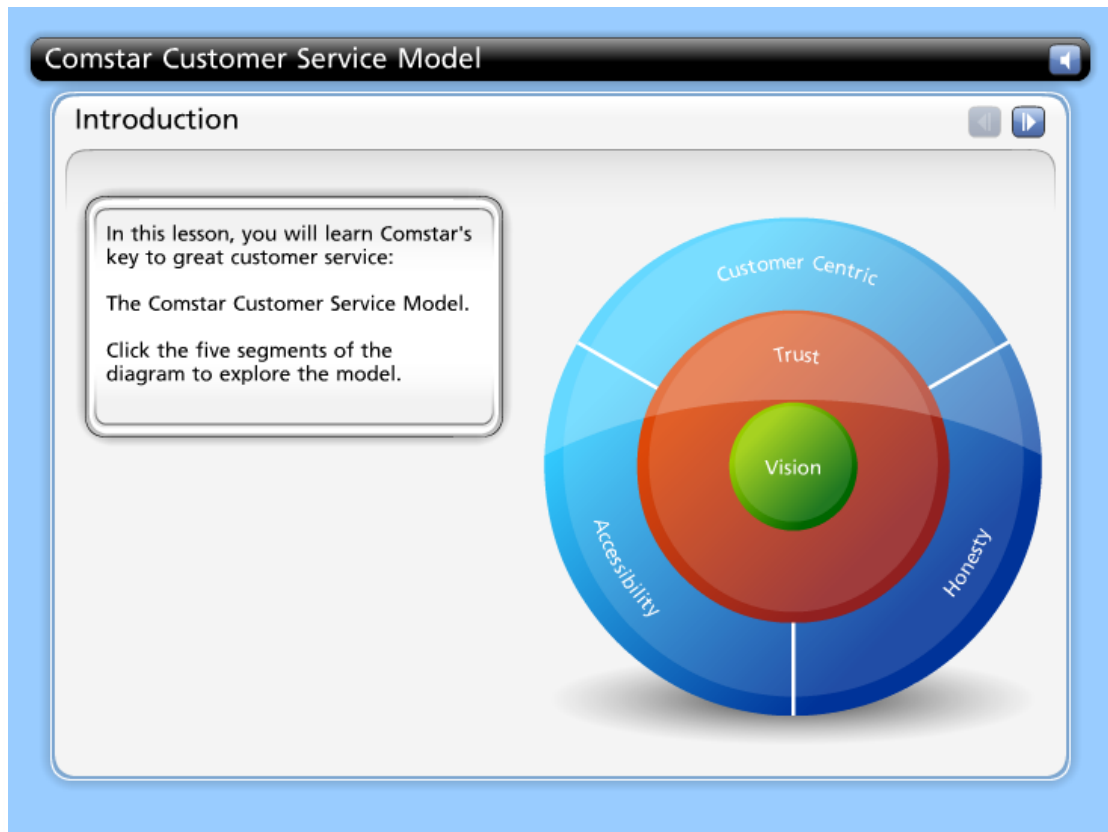 Comstar Customer Service Model
Introduction
In this lesson, you will learn Comstar's
key to great customer service:
The Comstar Customer Service Model.
Click the five segments of the
diagram to explore the model.
Customer Centric
Trust
Vision
Accessibility
Honesty